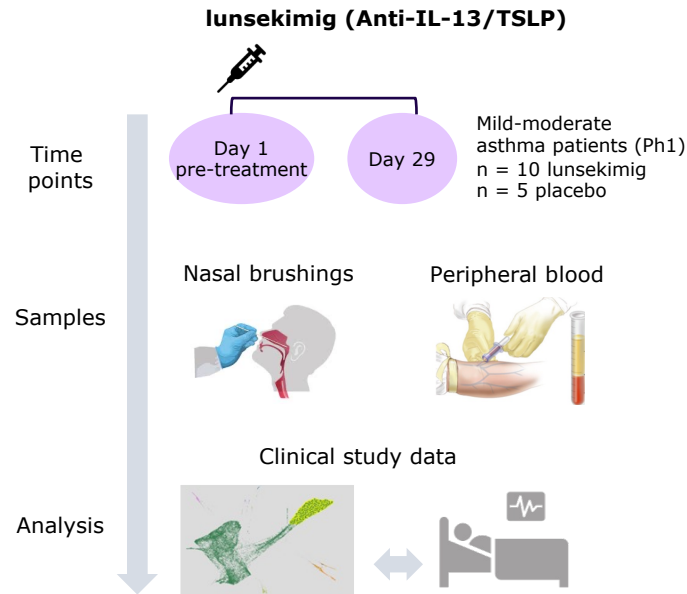 lunsekimig (Anti-IL-13/TSLP)
Time
points
Day 1
pre-treatment
Day 29
Mild-moderate
asthma patients (Ph1)
n = 10 lunsekimig
n = 5 placebo
Samples
Nasal brushings
Peripheral blood
Analysis
Clinical study data